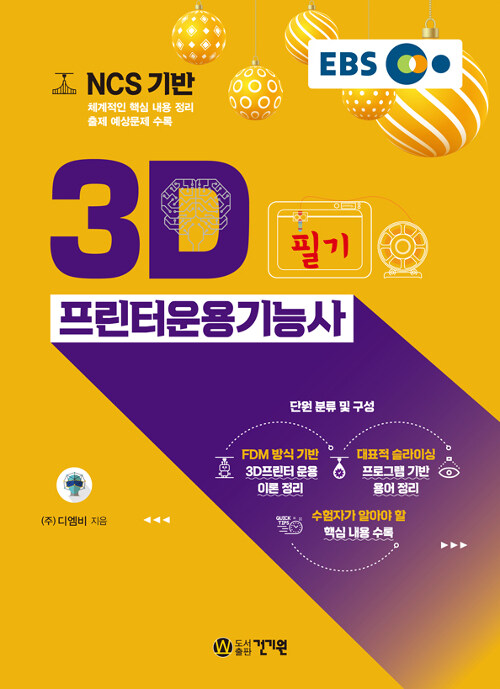 EBS
NCS 기반
체계적인 핵심 내용 정리
출제 예상문제 수록
3D
필기
프린터운용기능사
단원 분류 및 구성
FDM 방식 기반
3D프린터 운용
이론 정리
대표적 슬라이싱
프로그램 기반
용어 정리
QUICK
TIPS
수험자가 알아야 할
핵심 내용 수록
(주) 디엠비 지음
W 도서출판 건기원